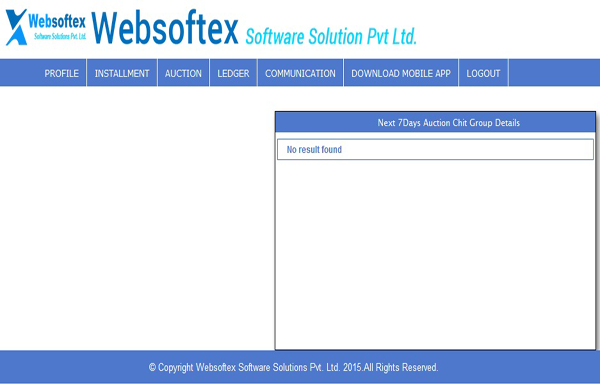 Websoftex
Software Solutions Pvt. Ltd.
Websoftex Software Solution Pvt Ltd.
PROFILE INSTALLMENT AUCTION LEDGER COMMUNICATION DOWNLOAD MOBILE APP LOGOUT
Next 7Days Auction Chit Group Details
No result found
© Copyright Websoftex Software Solutions Pvt. Ltd. 2015.All Rights Reserved.